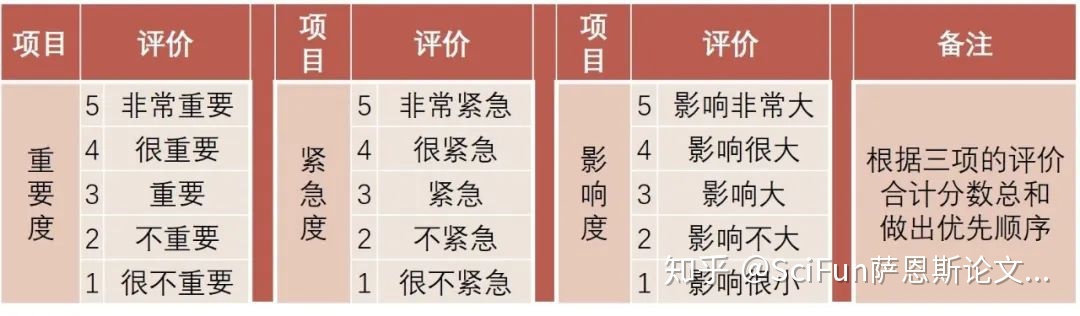 项目 评价 项目 评价 项目 评价 备注
重要度 紧急度 影响度
5 非常重要 5 非常紧急 5 影响非常大
4 很重要 4 很紧急 4 影响很大
3 重要 3 紧急 3 影响大
2 不重要 2 不紧急 2 影响不大
1 很不重要 1 很不紧急 1 影响很小
根据三项的评价
合计分数总和
做出优先顺序
知乎 @SciFun萨恩斯论文...